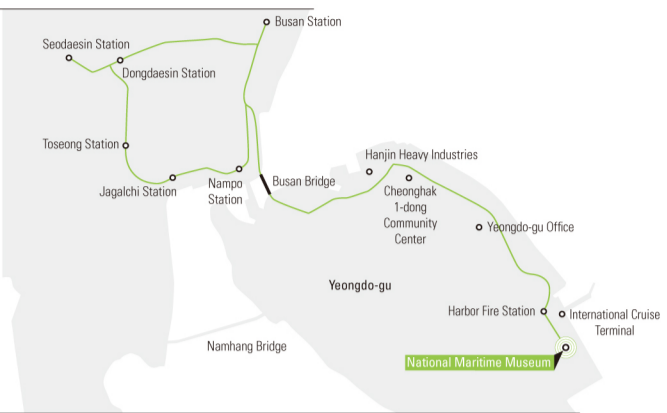 Busan Station
Seodaesin Station
Dongdaesin Station
Toseong Station
Jagalchi Station
Nampo
Station
Busan Bridge
Hanjin Heavy Industries
Cheonghak
1-dong
Community
Center
Yeongdo-gu Office
Yeongdo-gu
Harbor Fire Station
International Cruise
Terminal
Namhang Bridge
National Maritime Museum